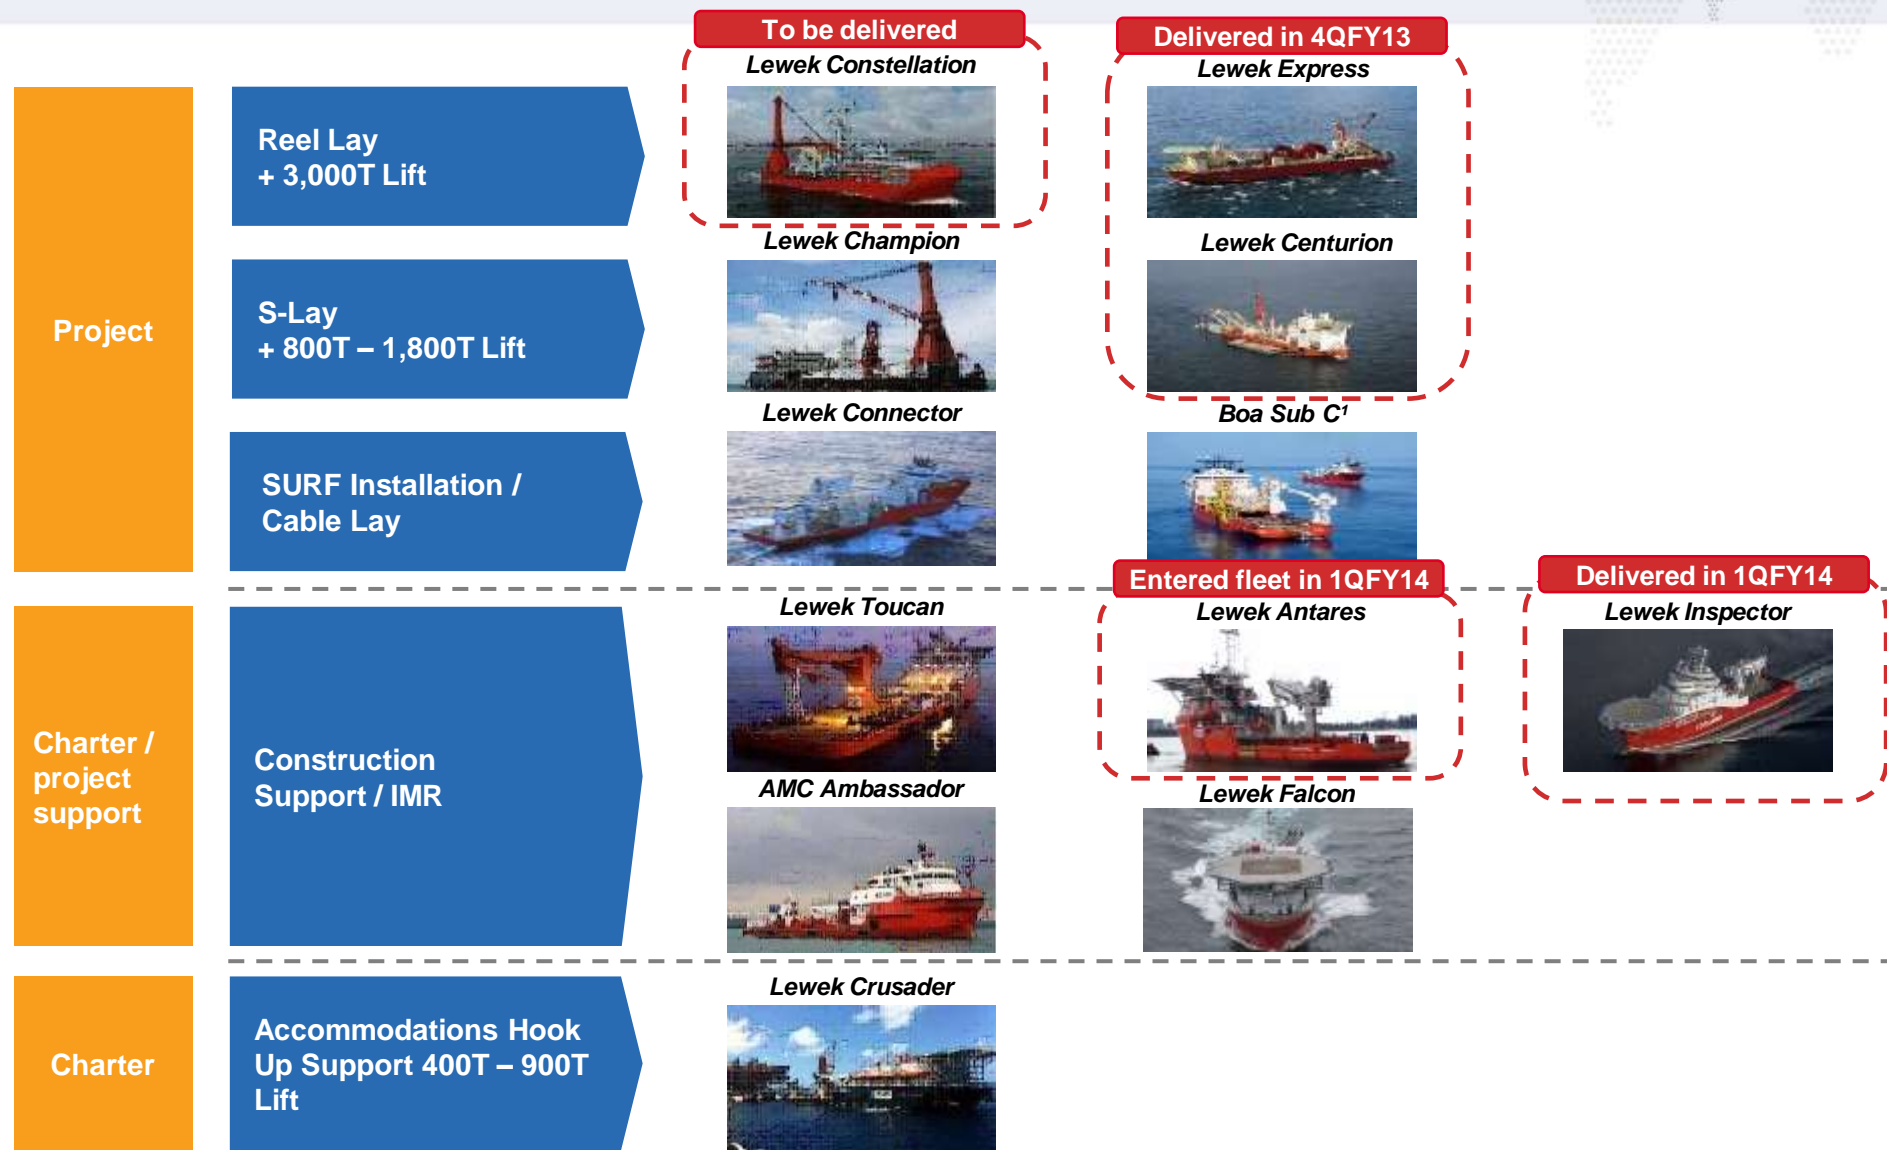 To be delivered
Delivered in 4QFY13
Lewek Constellation
Lewek Express
Reel Lay
+ 3,000T Lift
Lewek Champion
Lewek Centurion
Project
S-Lay
+ 800T – 1,800T Lift
Lewek Connector
Boa Sub C¹
SURF Installation /
Cable Lay
Entered fleet in 1QFY14
Delivered in 1QFY14
Lewek Toucan
Lewek Antares
Lewek Inspector
Charter /
project
support
Construction
Support / IMR
AMC Ambassador
Lewek Falcon
Lewek Crusader
Charter
Accommodations Hook
Up Support 400T – 900T
Lift